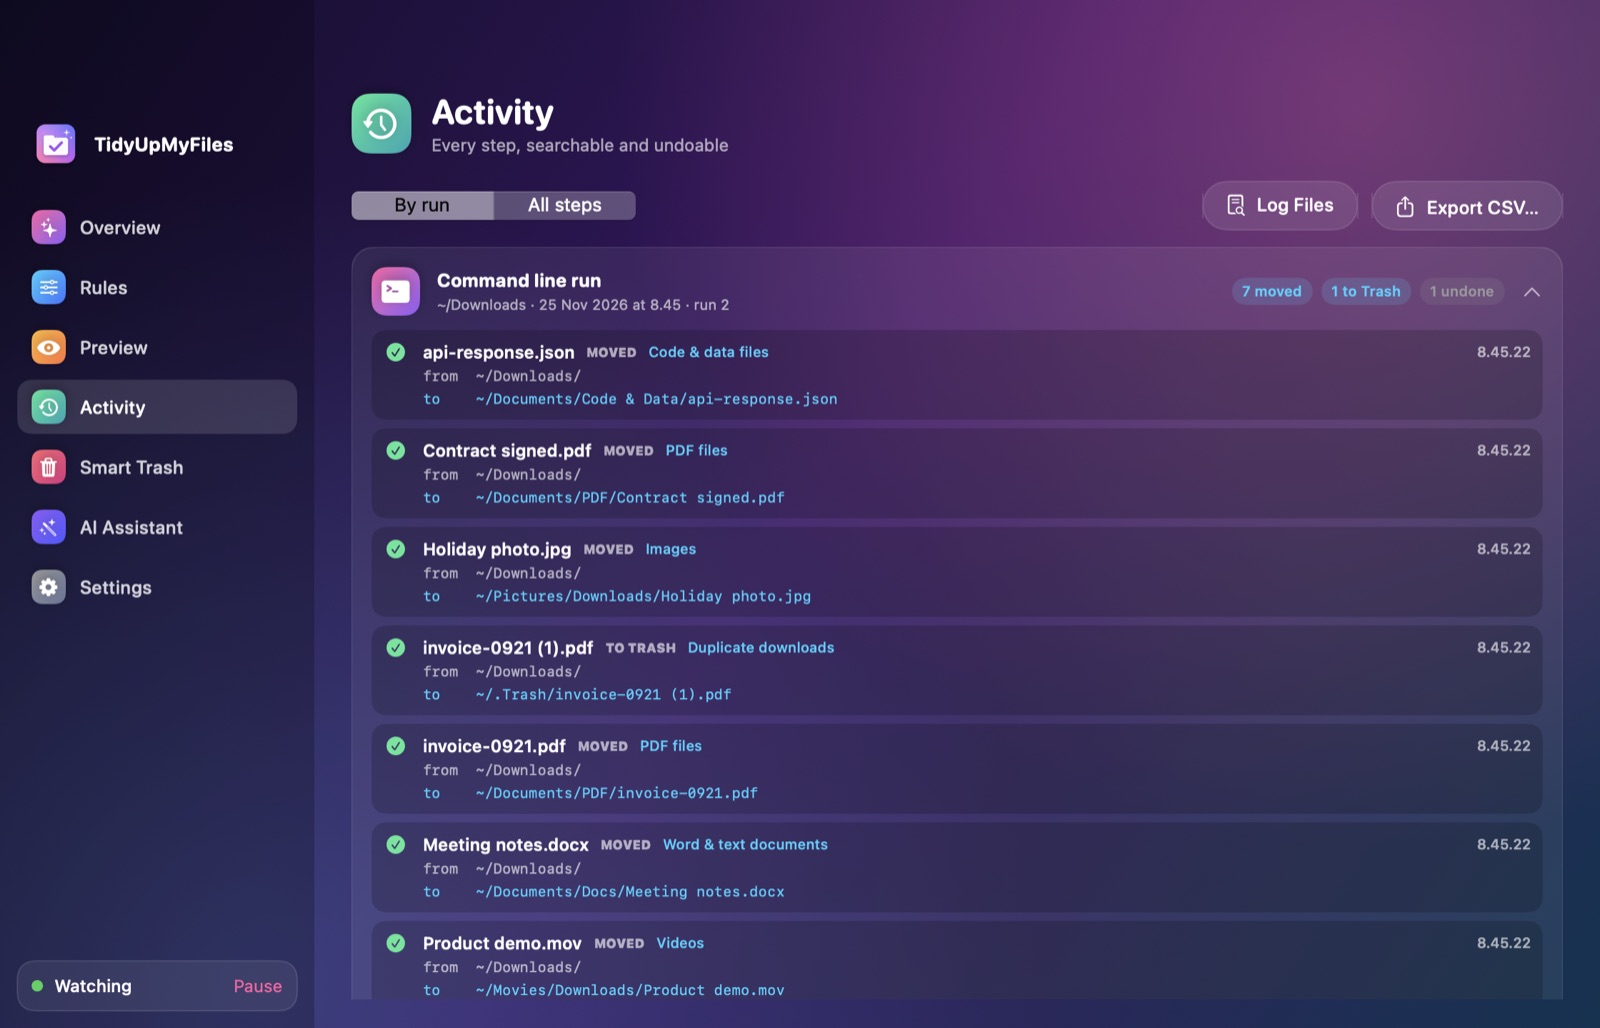 TidyUpMyFiles
Overview
Rules
Preview
Activity
Smart Trash
AI Assistant
Settings
Watching Pause
Activity
Every step, searchable and undoable
By run All steps
Log Files Export CSV...
Command line run
~/Downloads · 25 Nov 2026 at 8.45 · run 2
7 moved 1 to Trash 1 undone
api-response.json MOVED Code & data files 8.45.22
from ~/Downloads/
to ~/Documents/Code & Data/api-response.json
Contract signed.pdf MOVED PDF files 8.45.22
from ~/Downloads/
to ~/Documents/PDF/Contract signed.pdf
Holiday photo.jpg MOVED Images 8.45.22
from ~/Downloads/
to ~/Pictures/Downloads/Holiday photo.jpg
invoice-0921 (1).pdf TO TRASH Duplicate downloads 8.45.22
from ~/Downloads/
to ~/.Trash/invoice-0921 (1).pdf
invoice-0921.pdf MOVED PDF files 8.45.22
from ~/Downloads/
to ~/Documents/PDF/invoice-0921.pdf
Meeting notes.docx MOVED Word & text documents 8.45.22
from ~/Downloads/
to ~/Documents/Docs/Meeting notes.docx
Product demo.mov MOVED Videos 8.45.22
from ~/Downloads/
to ~/Movies/Downloads/Product demo.mov